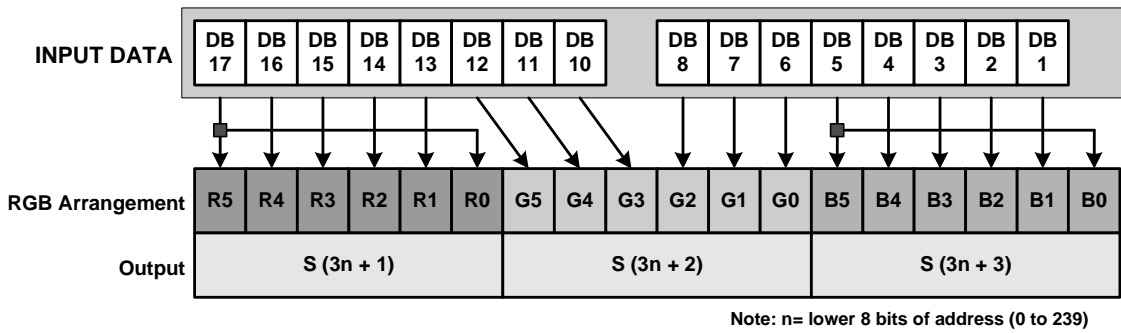 INPUT DATA
DB 17 DB 16 DB 15 DB 14 DB 13 DB 12 DB 11 DB 10 DB 8 DB 7 DB 6 DB 5 DB 4 DB 3 DB 2 DB 1
RGB Arrangement R5 R4 R3 R2 R1 R0 G5 G4 G3 G2 G1 G0 B5 B4 B3 B2 B1 B0
Output S (3n + 1) S (3n + 2) S (3n + 3)
Note: n= lower 8 bits of address (0 to 239)